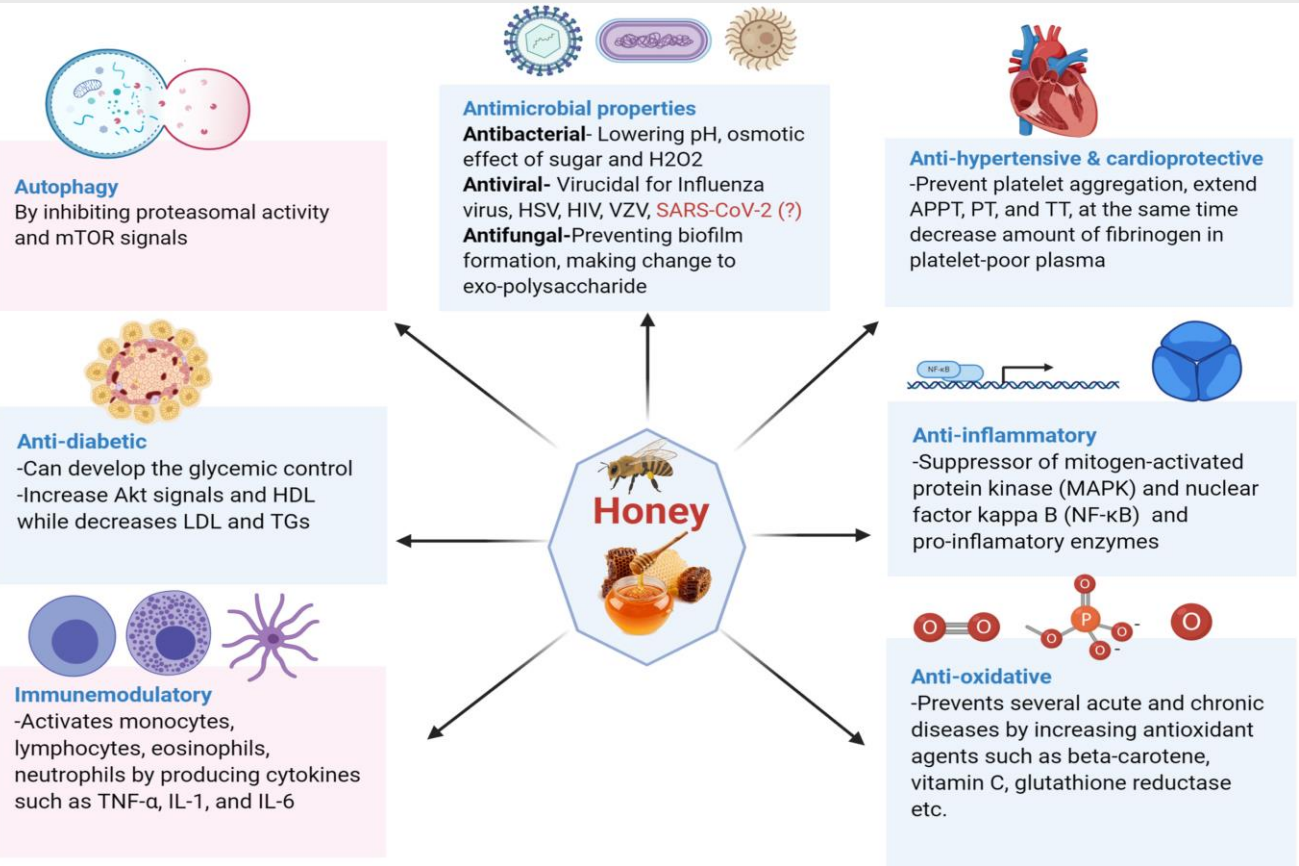 Autophagy
By inhibiting proteasomal activity
and mTOR signals
Antimicrobial properties
Antibacterial- Lowering pH, osmotic
effect of sugar and H2O2
Antiviral- Virucidal for Influenza
virus, HSV, HIV, VZV, SARS-CoV-2 (?)
Antifungal-Preventing biofilm
formation, making change to
exo-polysaccharide
Anti-hypertensive & cardioprotective
-Prevent platelet aggregation, extend
APPT, PT, and TT, at the same time
decrease amount of fibrinogen in
platelet-poor plasma
Anti-diabetic
-Can develop the glycemic control
-Increase Akt signals and HDL
while decreases LDL and TGs
Honey
NF-κB
Anti-inflammatory
-Suppressor of mitogen-activated
protein kinase (MAPK) and nuclear
factor kappa B (NF-κB) and
pro-inflamatory enzymes
Immunemodulatory
-Activates monocytes,
lymphocytes, eosinophils,
neutrophils by producing cytokines
such as TNF-α, IL-1, and IL-6
O O
O
P
O
O -
O -
O
Anti-oxidative
-Prevents several acute and chronic
diseases by increasing antioxidant
agents such as beta-carotene,
vitamin C, glutathione reductase
etc.